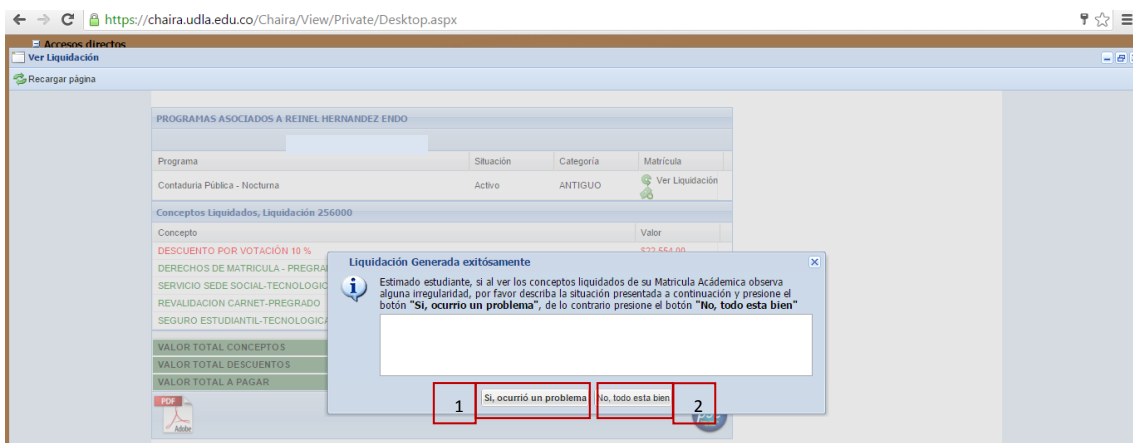 https://chaira.udla.edu.co/Chaira/View/Private/Desktop.aspx
Accesos directos
Ver Liquidación
Recargar página
PROGRAMAS ASOCIADOS A REINEL HERNANDEZ ENDO
Programa Situación Categoría Matrícula
Contaduria Pública - Nocturna Activo ANTIGUO Ver Liquidación
Conceptos Liquidados, Liquidación 256000
Concepto Valor
DESCUENTO POR VOTACIÓN 10 % $22,554.00
DERECHOS DE MATRICULA - PREGRA
SERVICIO SEDE SOCIAL-TECNOLOGIC
REVALIDACION CARNET-PREGRADO
SEGURO ESTUDIANTIL-TECNOLOGICA
VALOR TOTAL CONCEPTOS
VALOR TOTAL DESCUENTOS
VALOR TOTAL A PAGAR
PDF
Adobe
Liquidación Generada exitósamente
Estimado estudiante, si al ver los conceptos liquidados de su Matricula Académica observa
alguna irregularidad, por favor describa la situación presentada a continuación y presione el
botón "Si, ocurrio un problema", de lo contrario presione el botón "No, todo esta bien"
1 Si, ocurrió un problema No, todo esta bien 2